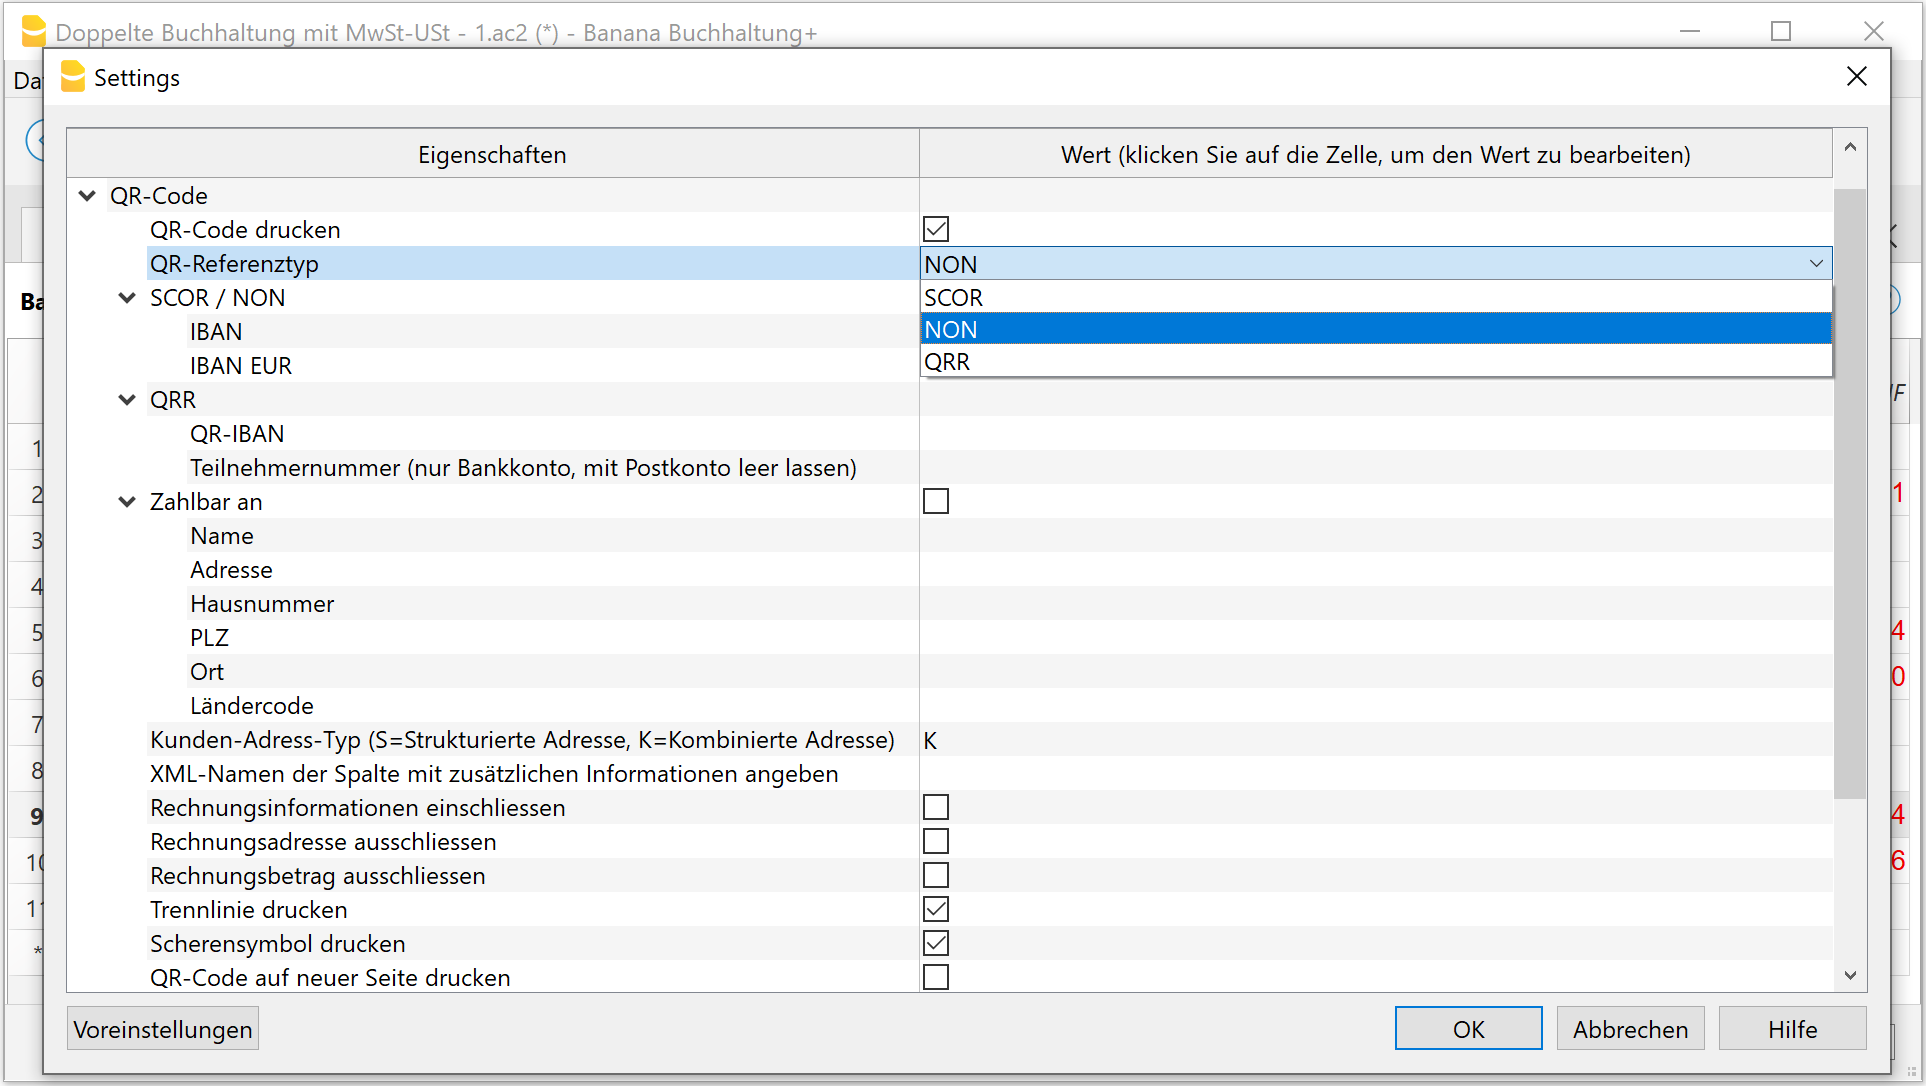 Doppelte Buchhaltung mit MwSt-USt - 1.ac2 (*) - Banana Buchhaltung+
Settings
Eigenschaften
Wert (klicken Sie auf die Zelle, um den Wert zu bearbeiten)
QR-Code
QR-Code drucken
QR-Referenztyp
NON
SCOR / NON
SCOR
IBAN
NON
IBAN EUR
QRR
QRR
QR-IBAN
Teilnehmernummer (nur Bankkonto, mit Postkonto leer lassen)
Zahlbar an
Name
Adresse
Hausnummer
PLZ
Ort
Ländercode
Kunden-Adress-Typ (S=Strukturierte Adresse, K=Kombinierte Adresse)
K
XML-Namen der Spalte mit zusätzlichen Informationen angeben
Rechnungsinformationen einschliessen
Rechnungsadresse ausschliessen
Rechnungsbetrag ausschliessen
Trennlinie drucken
Scherensymbol drucken
QR-Code auf neuer Seite drucken
1
2
3
4
5
6
7
8
9
10
11
*
1
4
0
4
6
Voreinstellungen
OK
Abbrechen
Hilfe